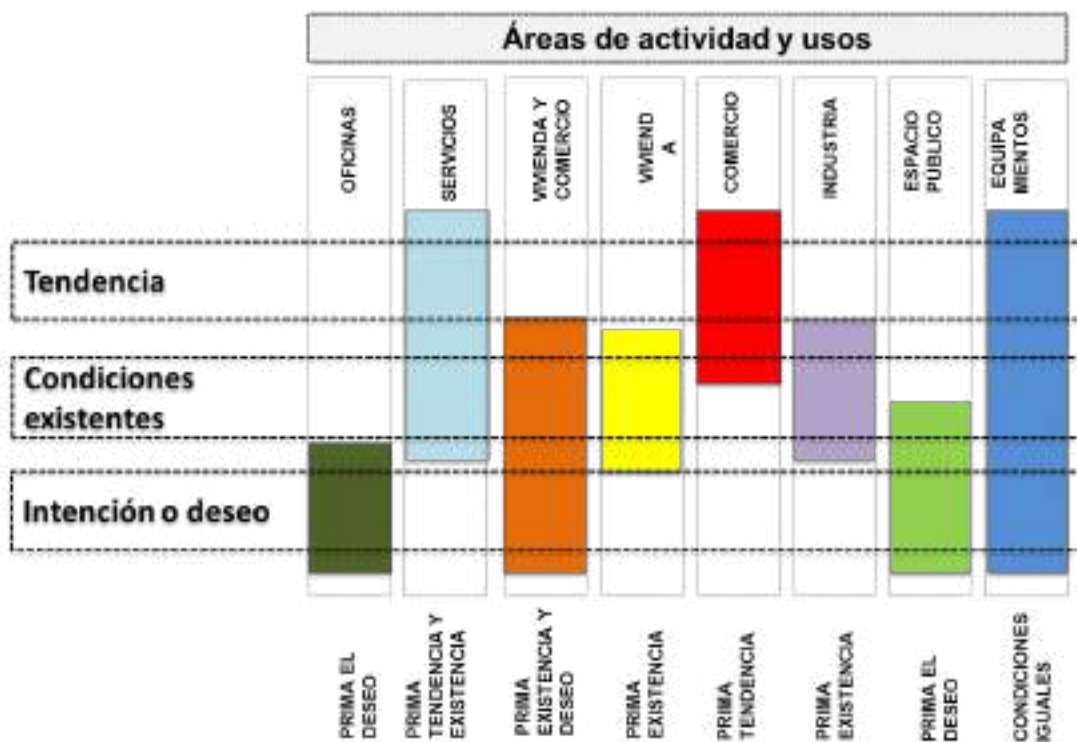 Áreas de actividad y usos
OFICINAS
SERVICIOS
VIVIENDA Y
COMERCIO
VIVIEND
A
COMERCIO
INDUSTRIA
ESPACIO
PÚBLICO
EQUIPA
MIENTOS
Tendencia
Condiciones
existentes
Intención o deseo
PRIMA EL
DESEO
PRIMA
TENDENCIA Y
EXISTENCIA
PRIMA
EXISTENCIA Y
DESEO
PRIMA
EXISTENCIA
PRIMA
TENDENCIA
PRIMA
EXISTENCIA
PRIMA EL
DESEO
CONDICIONES
IGUALES